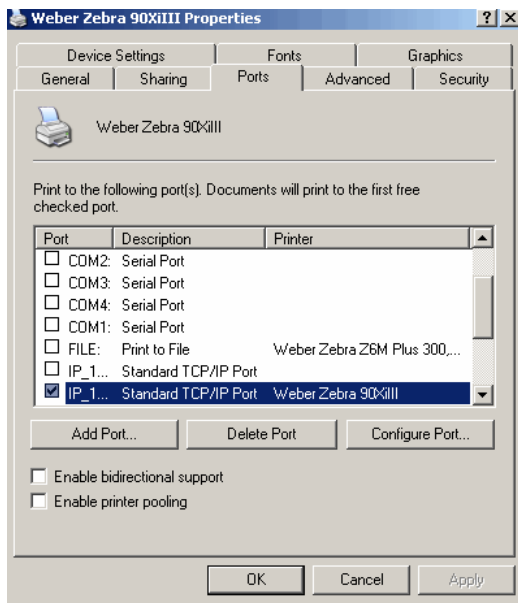 Weber Zebra 90XiIII Properties
Device Settings Fonts Graphics
General Sharing Ports Advanced Security
Weber Zebra 90XiIII
Print to the following port(s). Documents will print to the first free
checked port.
Port Description Printer
COM2: Serial Port
COM3: Serial Port
COM4: Serial Port
COM1: Serial Port
FILE: Print to File Weber Zebra Z6M Plus 300,...
IP_1... Standard TCP/IP Port
IP_1... Standard TCP/IP Port Weber Zebra 90XiIII
Add Port... Delete Port Configure Port...
Enable bidirectional support
Enable printer pooling
OK Cancel Apply